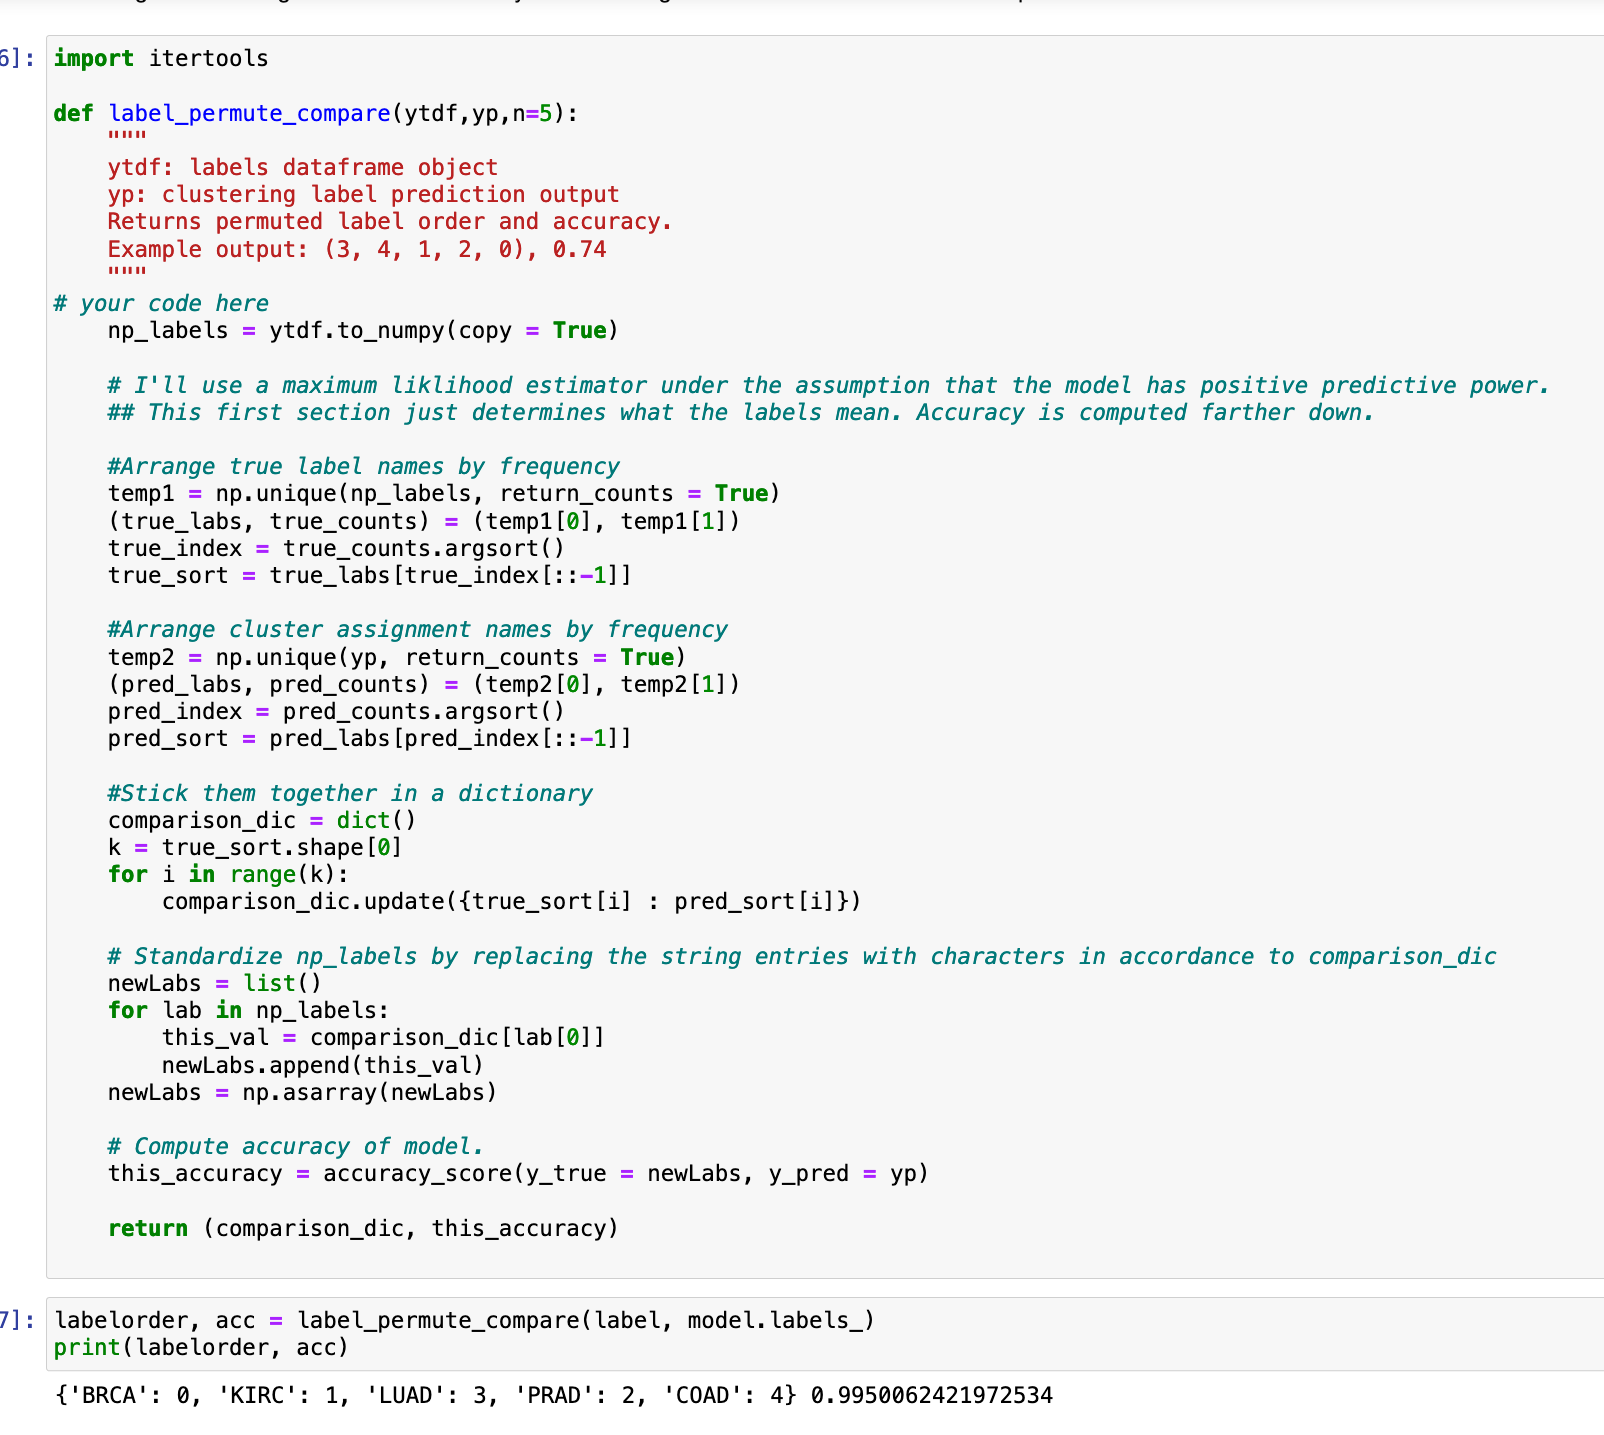 6]: import itertools
def label_permute_compare(ytdf,yp,n=5):
"""
ytdf: labels dataframe object
yp: clustering label prediction output
Returns permuted label order and accuracy.
Example output: (3, 4, 1, 2, 0), 0.74
"""
# your code here
np_labels = ytdf.to_numpy(copy = True)
# I'll use a maximum liklihood estimator under the assumption that the model has positive predictive power.
## This first section just determines what the labels mean. Accuracy is computed farther down.
#Arrange true label names by frequency
temp1 = np.unique(np_labels, return_counts = True)
(true_labs, true_counts) = (temp1[0], temp1[1])
true_index = true_counts.argsort()
true_sort = true_labs[true_index[::-1]]
#Arrange cluster assignment names by frequency
temp2 = np.unique(yp, return_counts = True)
(pred_labs, pred_counts) = (temp2[0], temp2[1])
pred_index = pred_counts.argsort()
pred_sort = pred_labs[pred_index[::-1]]
#Stick them together in a dictionary
comparison_dic = dict()
k = true_sort.shape[0]
for i in range(k):
comparison_dic.update({true_sort[i] : pred_sort[i]})
# Standardize np_labels by replacing the string entries with characters in accordance to comparison_dic
newLabs = list()
for lab in np_labels:
this_val = comparison_dic[lab[0]]
newLabs.append(this_val)
newLabs = np.asarray(newLabs)
# Compute accuracy of model.
this_accuracy = accuracy_score(y_true = newLabs, y_pred = yp)
return (comparison_dic, this_accuracy)
7]: labelorder, acc = label_permute_compare(label, model.labels_)
print(labelorder, acc)
{'BRCA': 0, 'KIRC': 1, 'LUAD': 3, 'PRAD': 2, 'COAD': 4} 0.9950062421972534